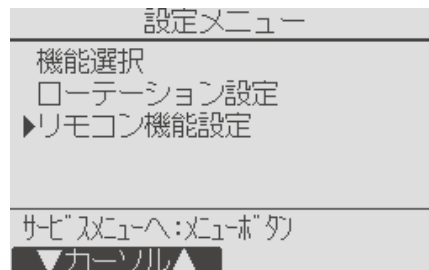 設定メニュー
機能選択
ローテーション設定
▶リモコン機能設定
ｻｰﾋﾞｽﾒﾆｭｰへ:ﾒﾆｭｰﾎﾞﾀﾝ
▼カーソル▲